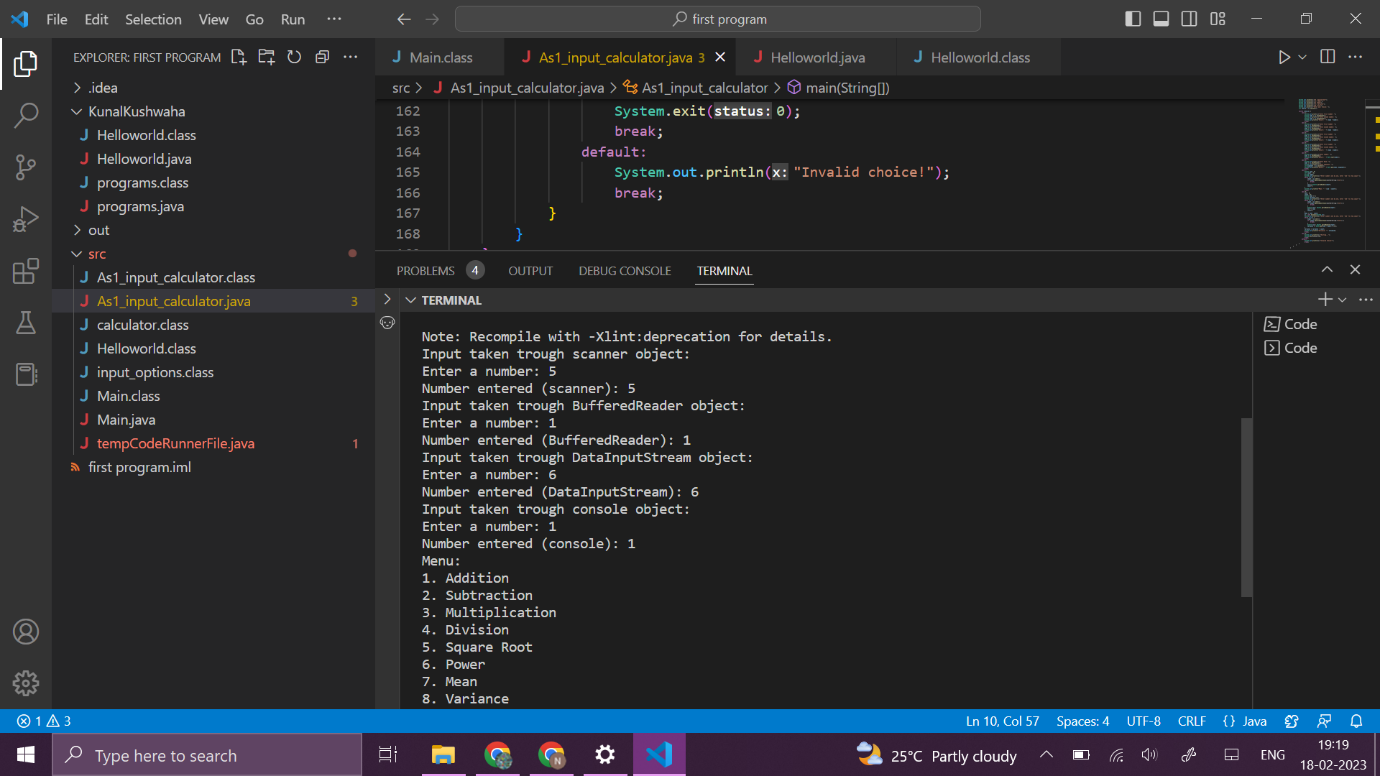 File Edit Selection View Go Run ··· first program
EXPLORER: FIRST PROGRAM
.idea
KunalKushwaha
J Helloworld.class
J Helloworld.java
J programs.class
J programs.java
out
src
J As1_input_calculator.class
J As1_input_calculator.java 3
J calculator.class
J Helloworld.class
J input_options.class
J Main.class
J Main.java
J tempCodeRunnerFile.java 1
first program.iml
J Main.class J As1_input_calculator.java 3 J Helloworld.java J Helloworld.class
src > J As1_input_calculator.java > As1_input_calculator > main(String[])
162 System.exit(status:0);
163 break;
164 default:
165 System.out.println(x:"Invalid choice!");
166 break;
167 }
168 }
PROBLEMS 4 OUTPUT DEBUG CONSOLE TERMINAL
TERMINAL
Note: Recompile with -Xlint:deprecation for details.
Input taken trough scanner object:
Enter a number: 5
Number entered (scanner): 5
Input taken trough BufferedReader object:
Enter a number: 1
Number entered (BufferedReader): 1
Input taken trough DataInputStream object:
Enter a number: 6
Number entered (DataInputStream): 6
Input taken trough console object:
Enter a number: 1
Number entered (console): 1
Menu:
1. Addition
2. Subtraction
3. Multiplication
4. Division
5. Square Root
6. Power
7. Mean
8. Variance
Code
Code
1 3 Ln 10, Col 57 Spaces: 4 UTF-8 CRLF {} Java
Type here to search 25°C Partly cloudy ENG 19:19
18-02-2023